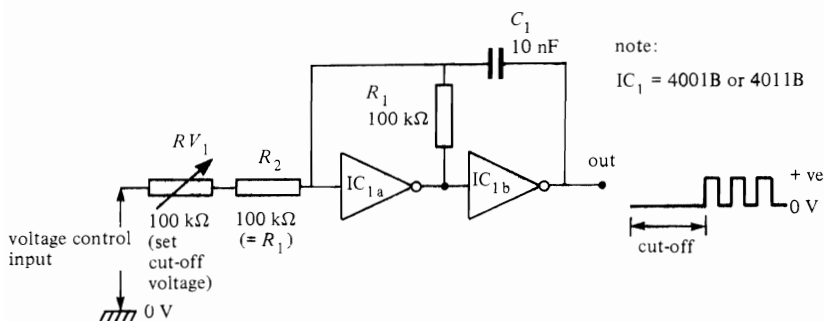 C1
10 nF
note:
IC1 = 4001B or 4011B
R1
100 kΩ
RV1
R2
IC1a
IC1b
out
+ ve
0 V
cut-off
100 kΩ
(set
cut-off
voltage)
100 kΩ
(= R1)
voltage control
input
0 V